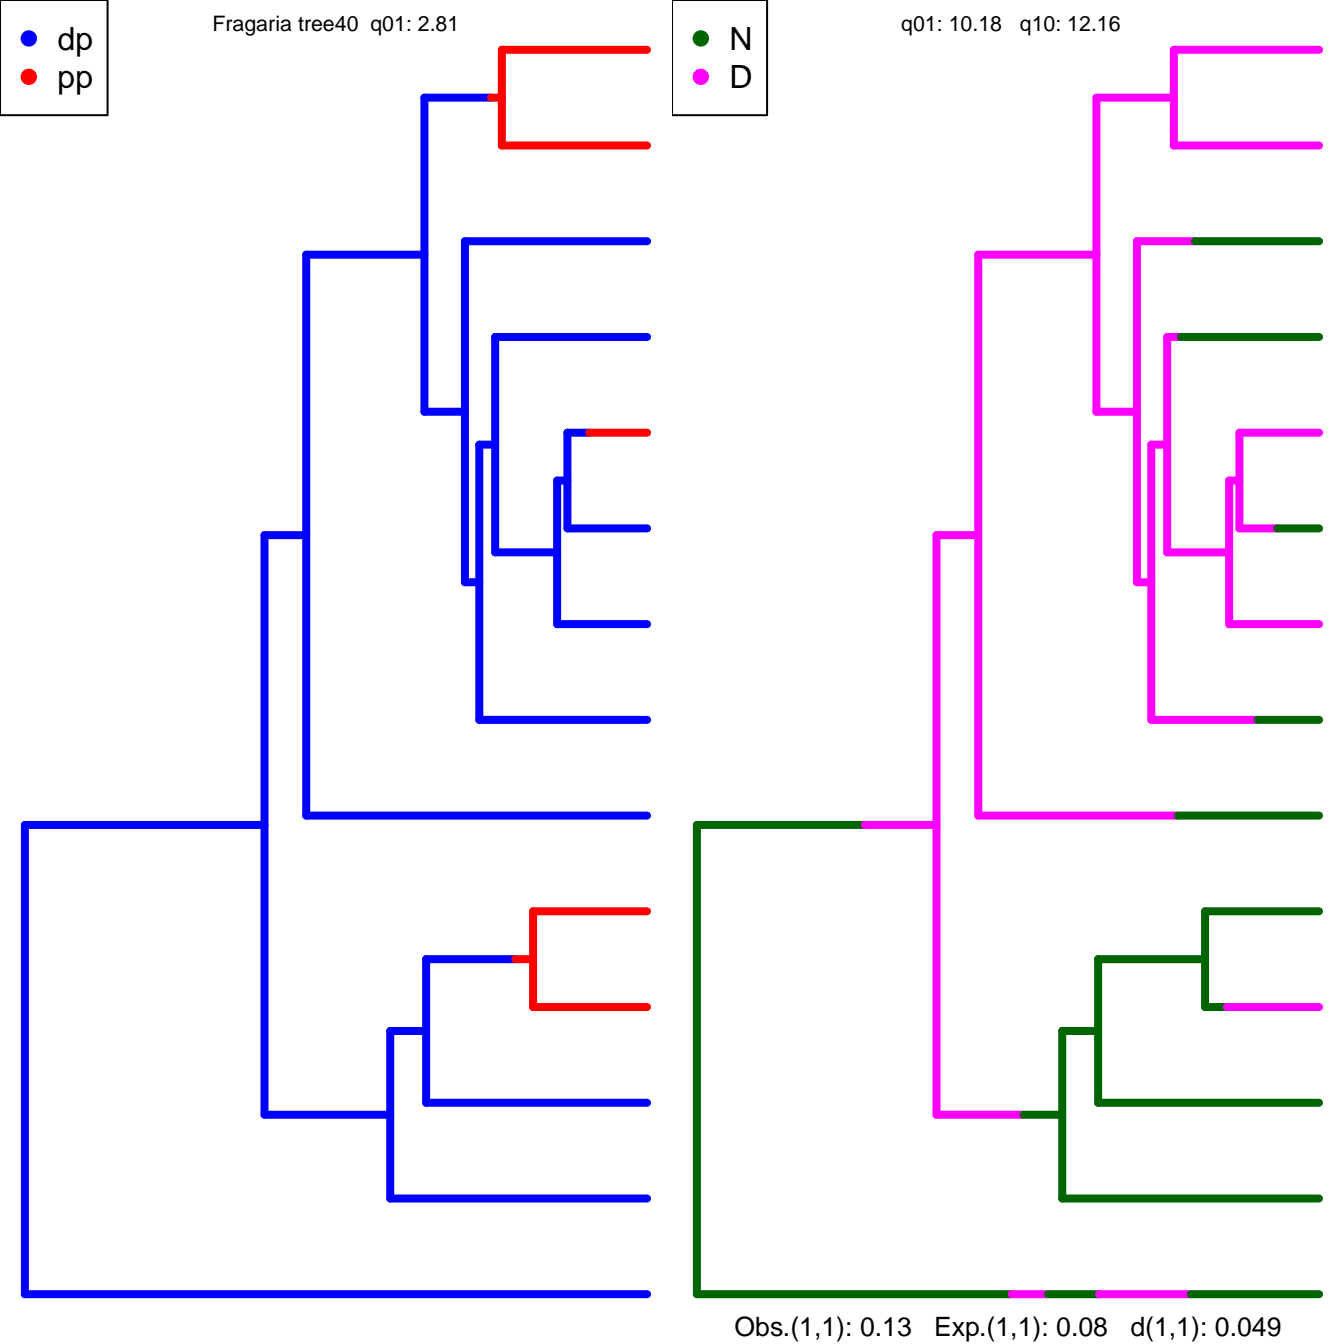 dp
pp
Fragaria tree40 q01: 2.81
N
D
q01: 10.18 q10: 12.16
Obs.(1,1): 0.13 Exp.(1,1): 0.08 d(1,1): 0.049